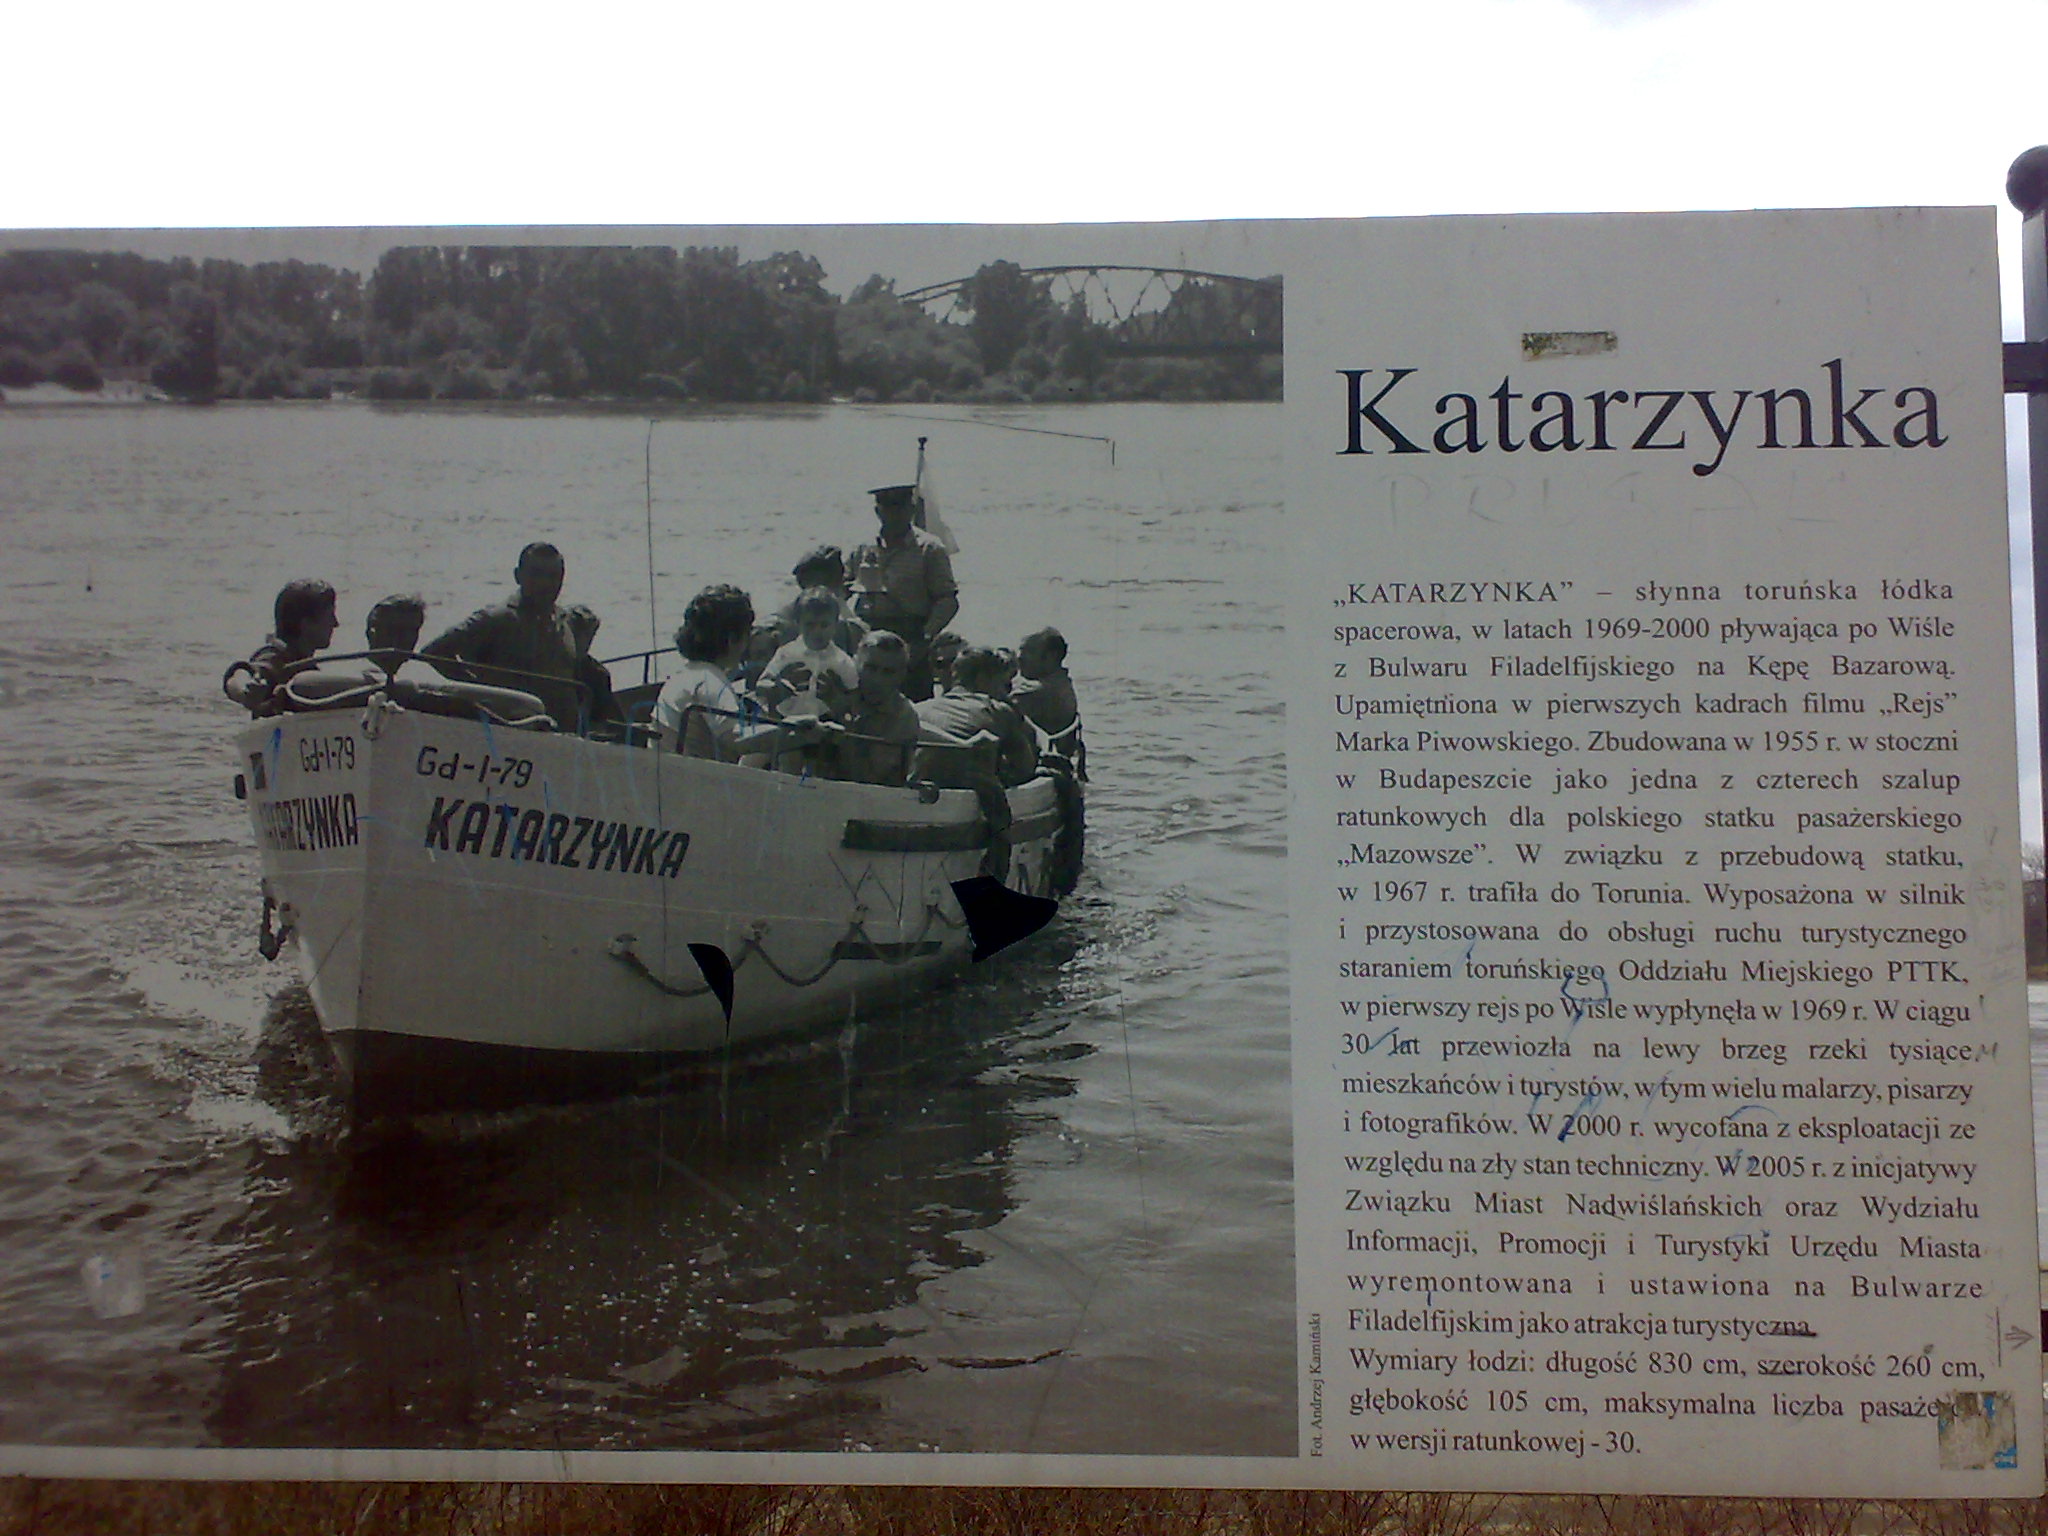 Gd-I-79
KATARZYNKA
Gd-I-79
KATARZYNKA
Katarzynka
„KATARZYNKA” – słynna toruńska łódka
spacerowa, w latach 1969-2000 pływająca po Wiśle
z Bulwaru Filadelfijskiego na Kępę Bazarową.
Upamiętniona w pierwszych kadrach filmu „Rejs”
Marka Piwowskiego. Zbudowana w 1955 r. w stoczni
w Budapeszcie jako jedna z czterech szalup
ratunkowych dla polskiego statku pasażerskiego
„Mazowsze”. W związku z przebudową statku,
w 1967 r. trafiła do Torunia. Wyposażona w silnik
i przystosowana do obsługi ruchu turystycznego
staraniem toruńskiego Oddziału Miejskiego PTTK,
w pierwszy rejs po Wiśle wypłynęła w 1969 r. W ciągu
30 lat przewiozła na lewy brzeg rzeki tysiące
mieszkańców i turystów, w tym wielu malarzy, pisarzy
i fotografików. W 2000 r. wycofana z eksploatacji ze
względu na zły stan techniczny. W 2005 r. z inicjatywy
Związku Miast Nadwiślańskich oraz Wydziału
Informacji, Promocji i Turystyki Urzędu Miasta
wyremontowana i ustawiona na Bulwarze
Filadelfijskim jako atrakcja turystyczna.
Wymiary łodzi: długość 830 cm, szerokość 260 cm,
głębokość 105 cm, maksymalna liczba
w wersji ratunkowej - 30.
Fot. Andrzej Kamiński